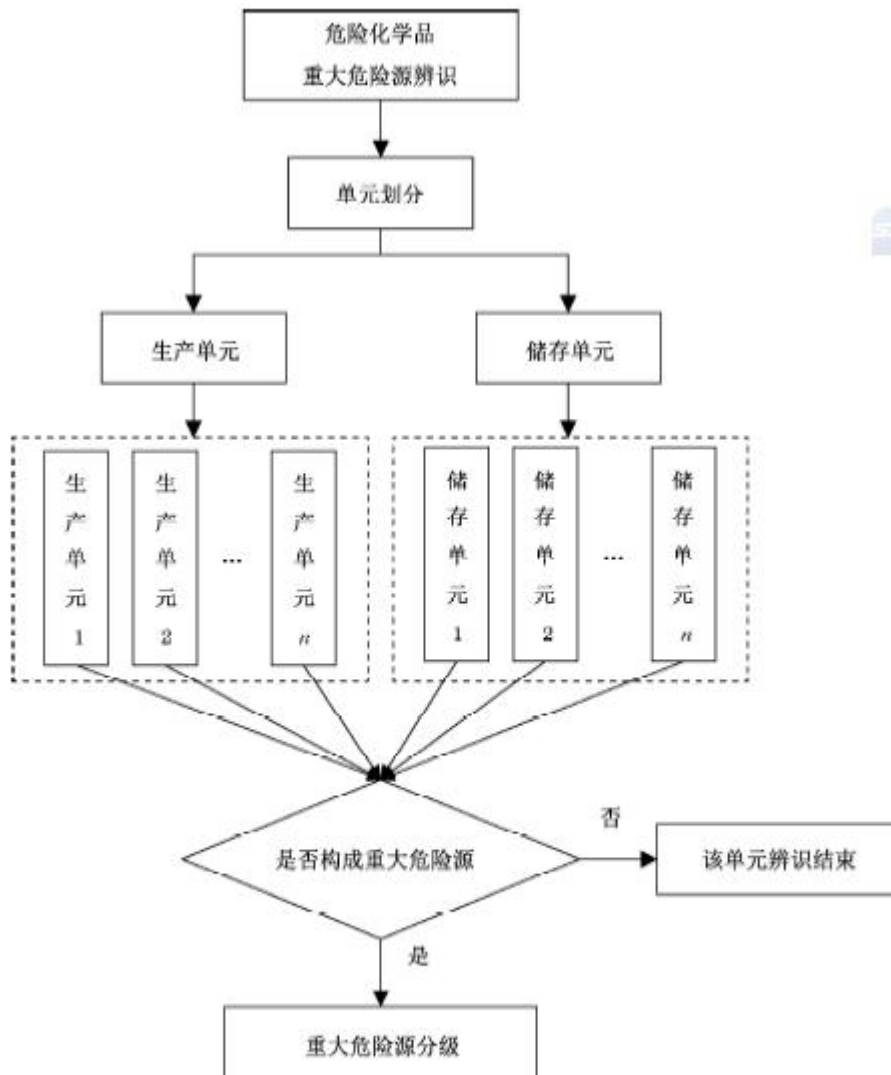 危险化学品
重大危险源辨识
单元划分
生产单元
储存单元
生产单元1
生产单元2
…
生产单元n
储存单元1
储存单元2
…
储存单元n
是否构成重大危险源
否
该单元辨识结束
是
重大危险源分级